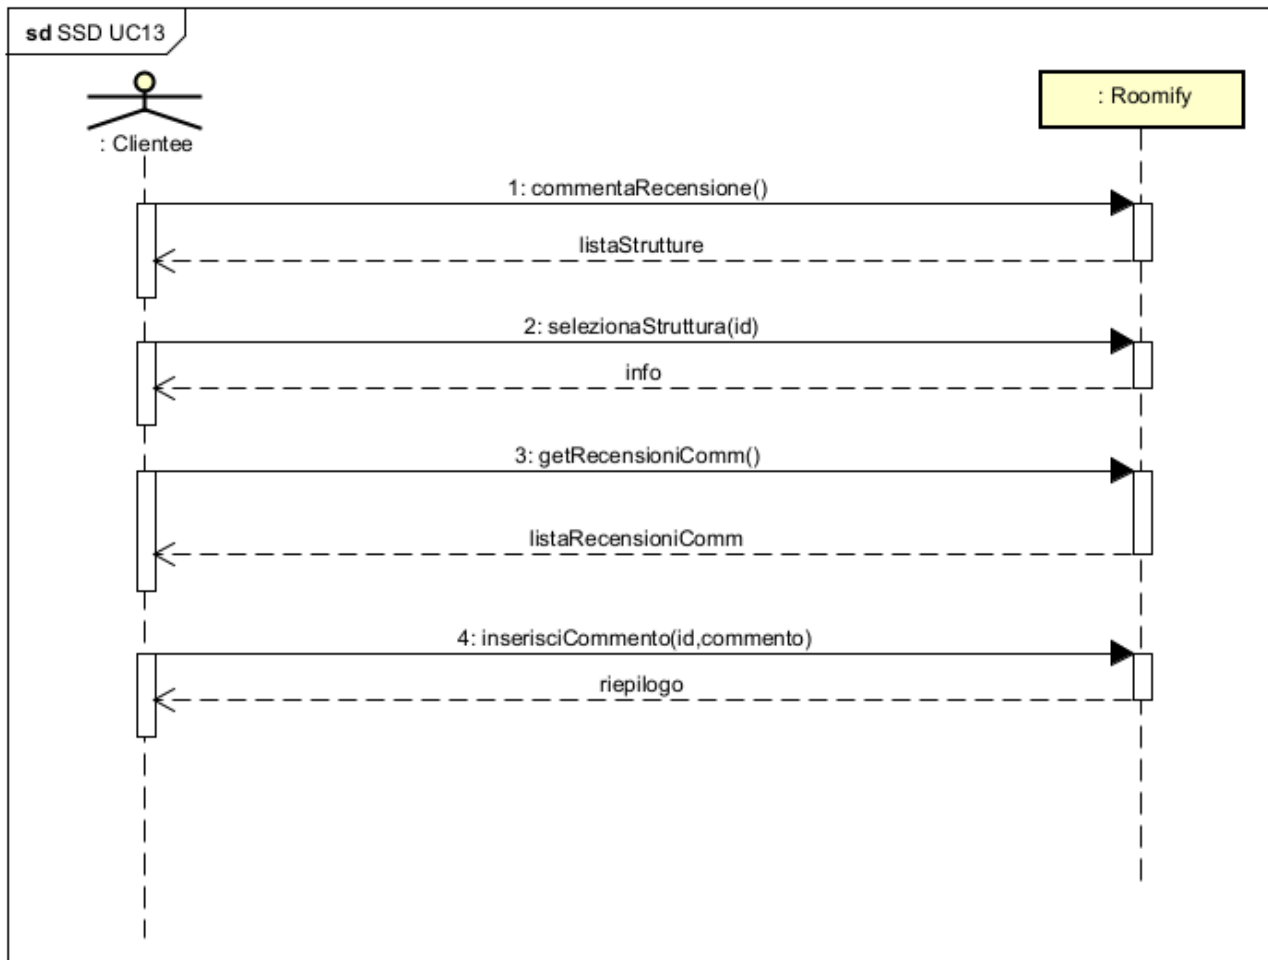 sd SSD UC13
: Clientee
: Roomify
1: commentaRecensione()
listaStrutture
2: selezionaStruttura(id)
info
3: getRecensioniComm()
listaRecensioniComm
4: inserisciCommento(id,commento)
riepilogo